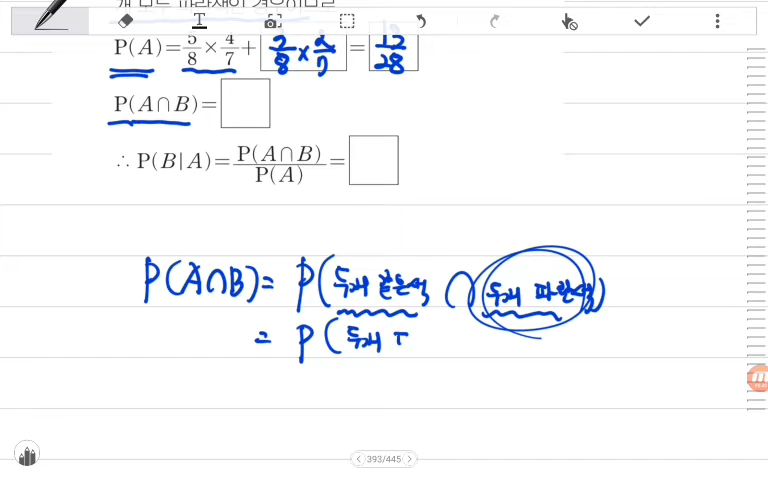 P(A)=5/8×4/7+ 3/8×2/7 = 13/28
P(A∩B)=
∴ P(B|A)= P(A∩B)/P(A) =
P(A∩B)= P(두개 같은색 ∩ 두개 파란색)
= P(두개 ㅠ
393/445